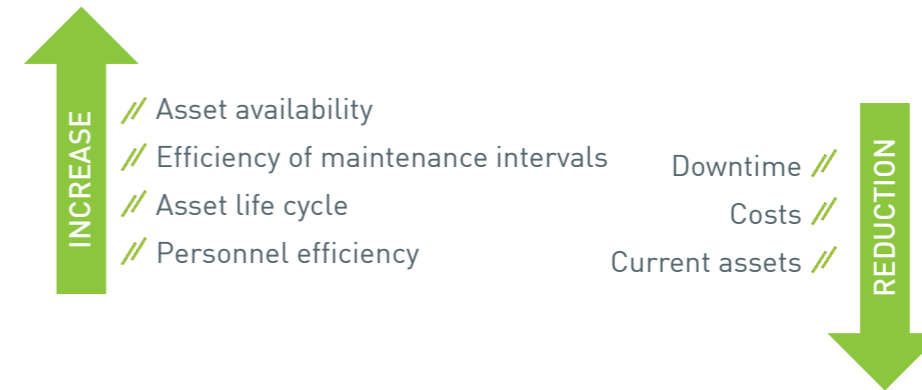 INCREASE
// Asset availability
// Efficiency of maintenance intervals
// Asset life cycle
// Personnel efficiency
Downtime //
Costs //
Current assets //
REDUCTION